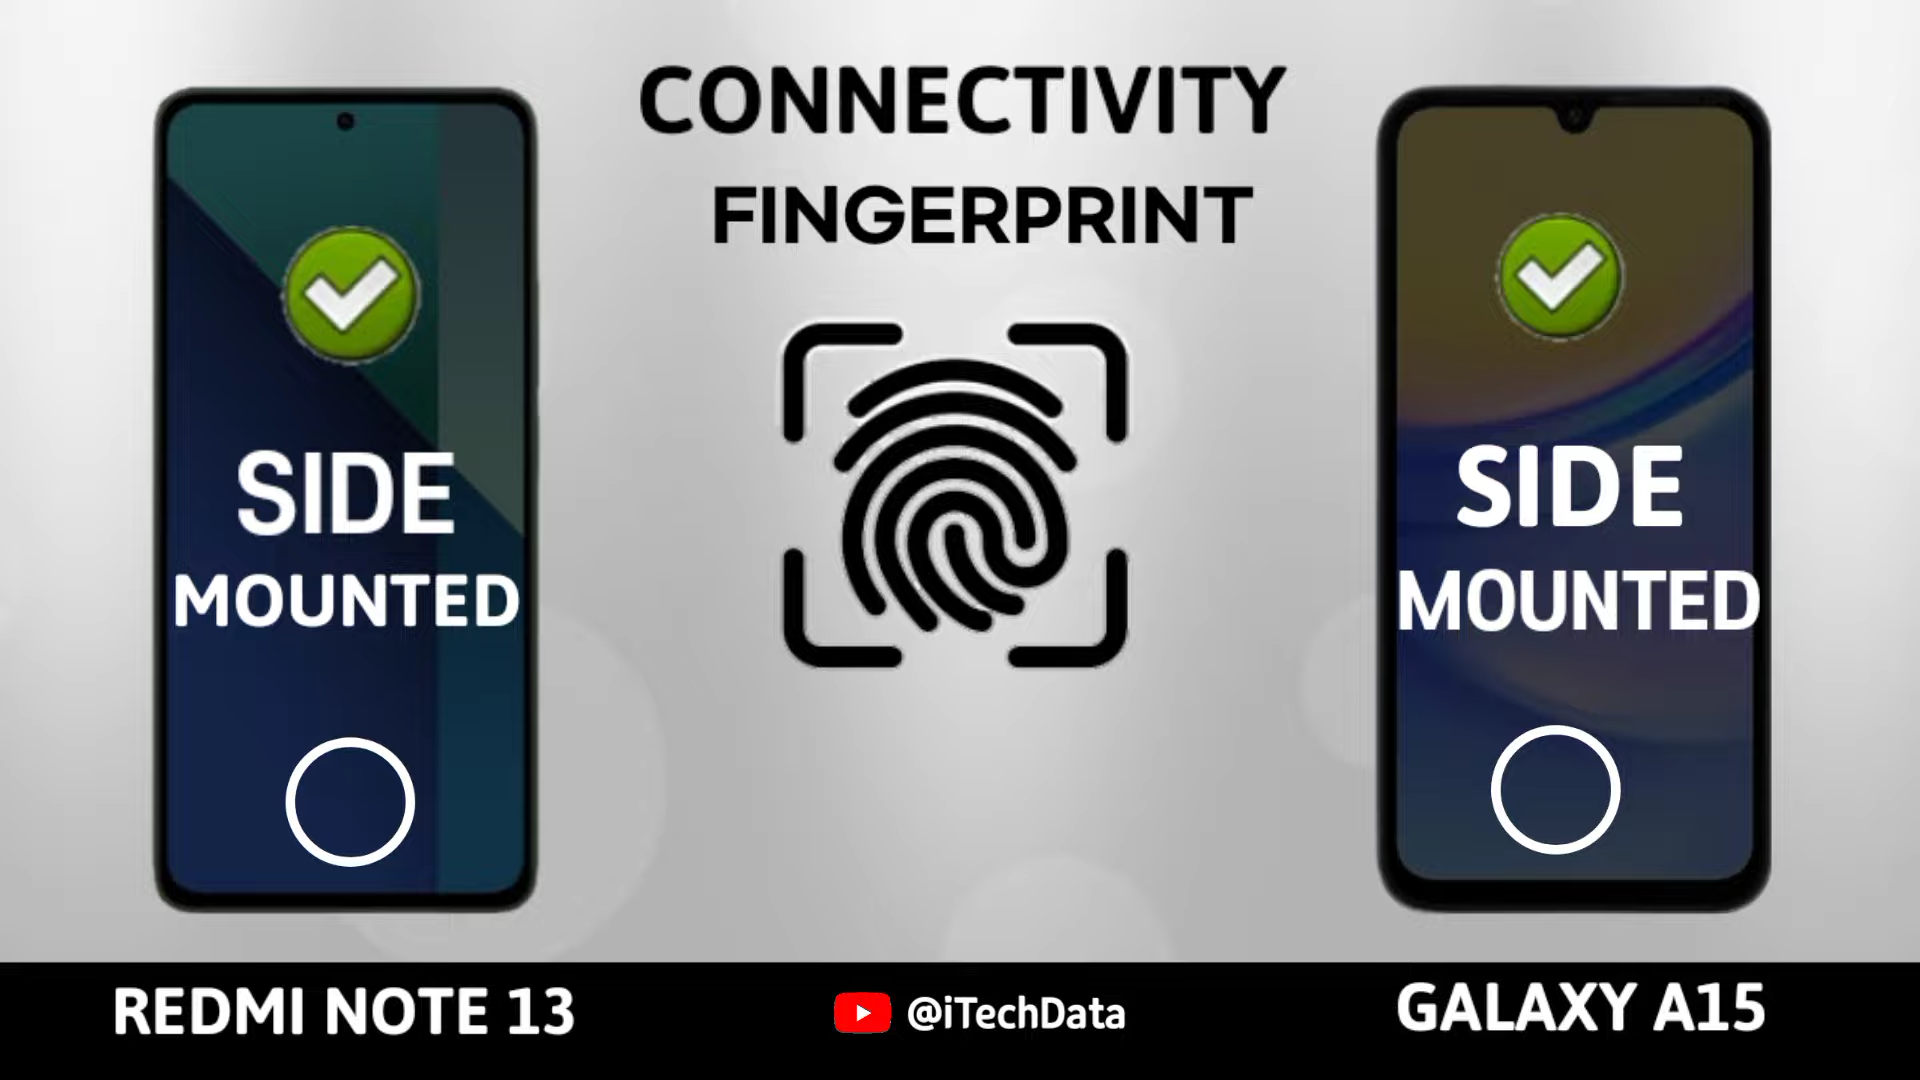 CONNECTIVITY
FINGERPRINT
SIDE
MOUNTED
SIDE
MOUNTED
REDMI NOTE 13
@iTechData
GALAXY A15